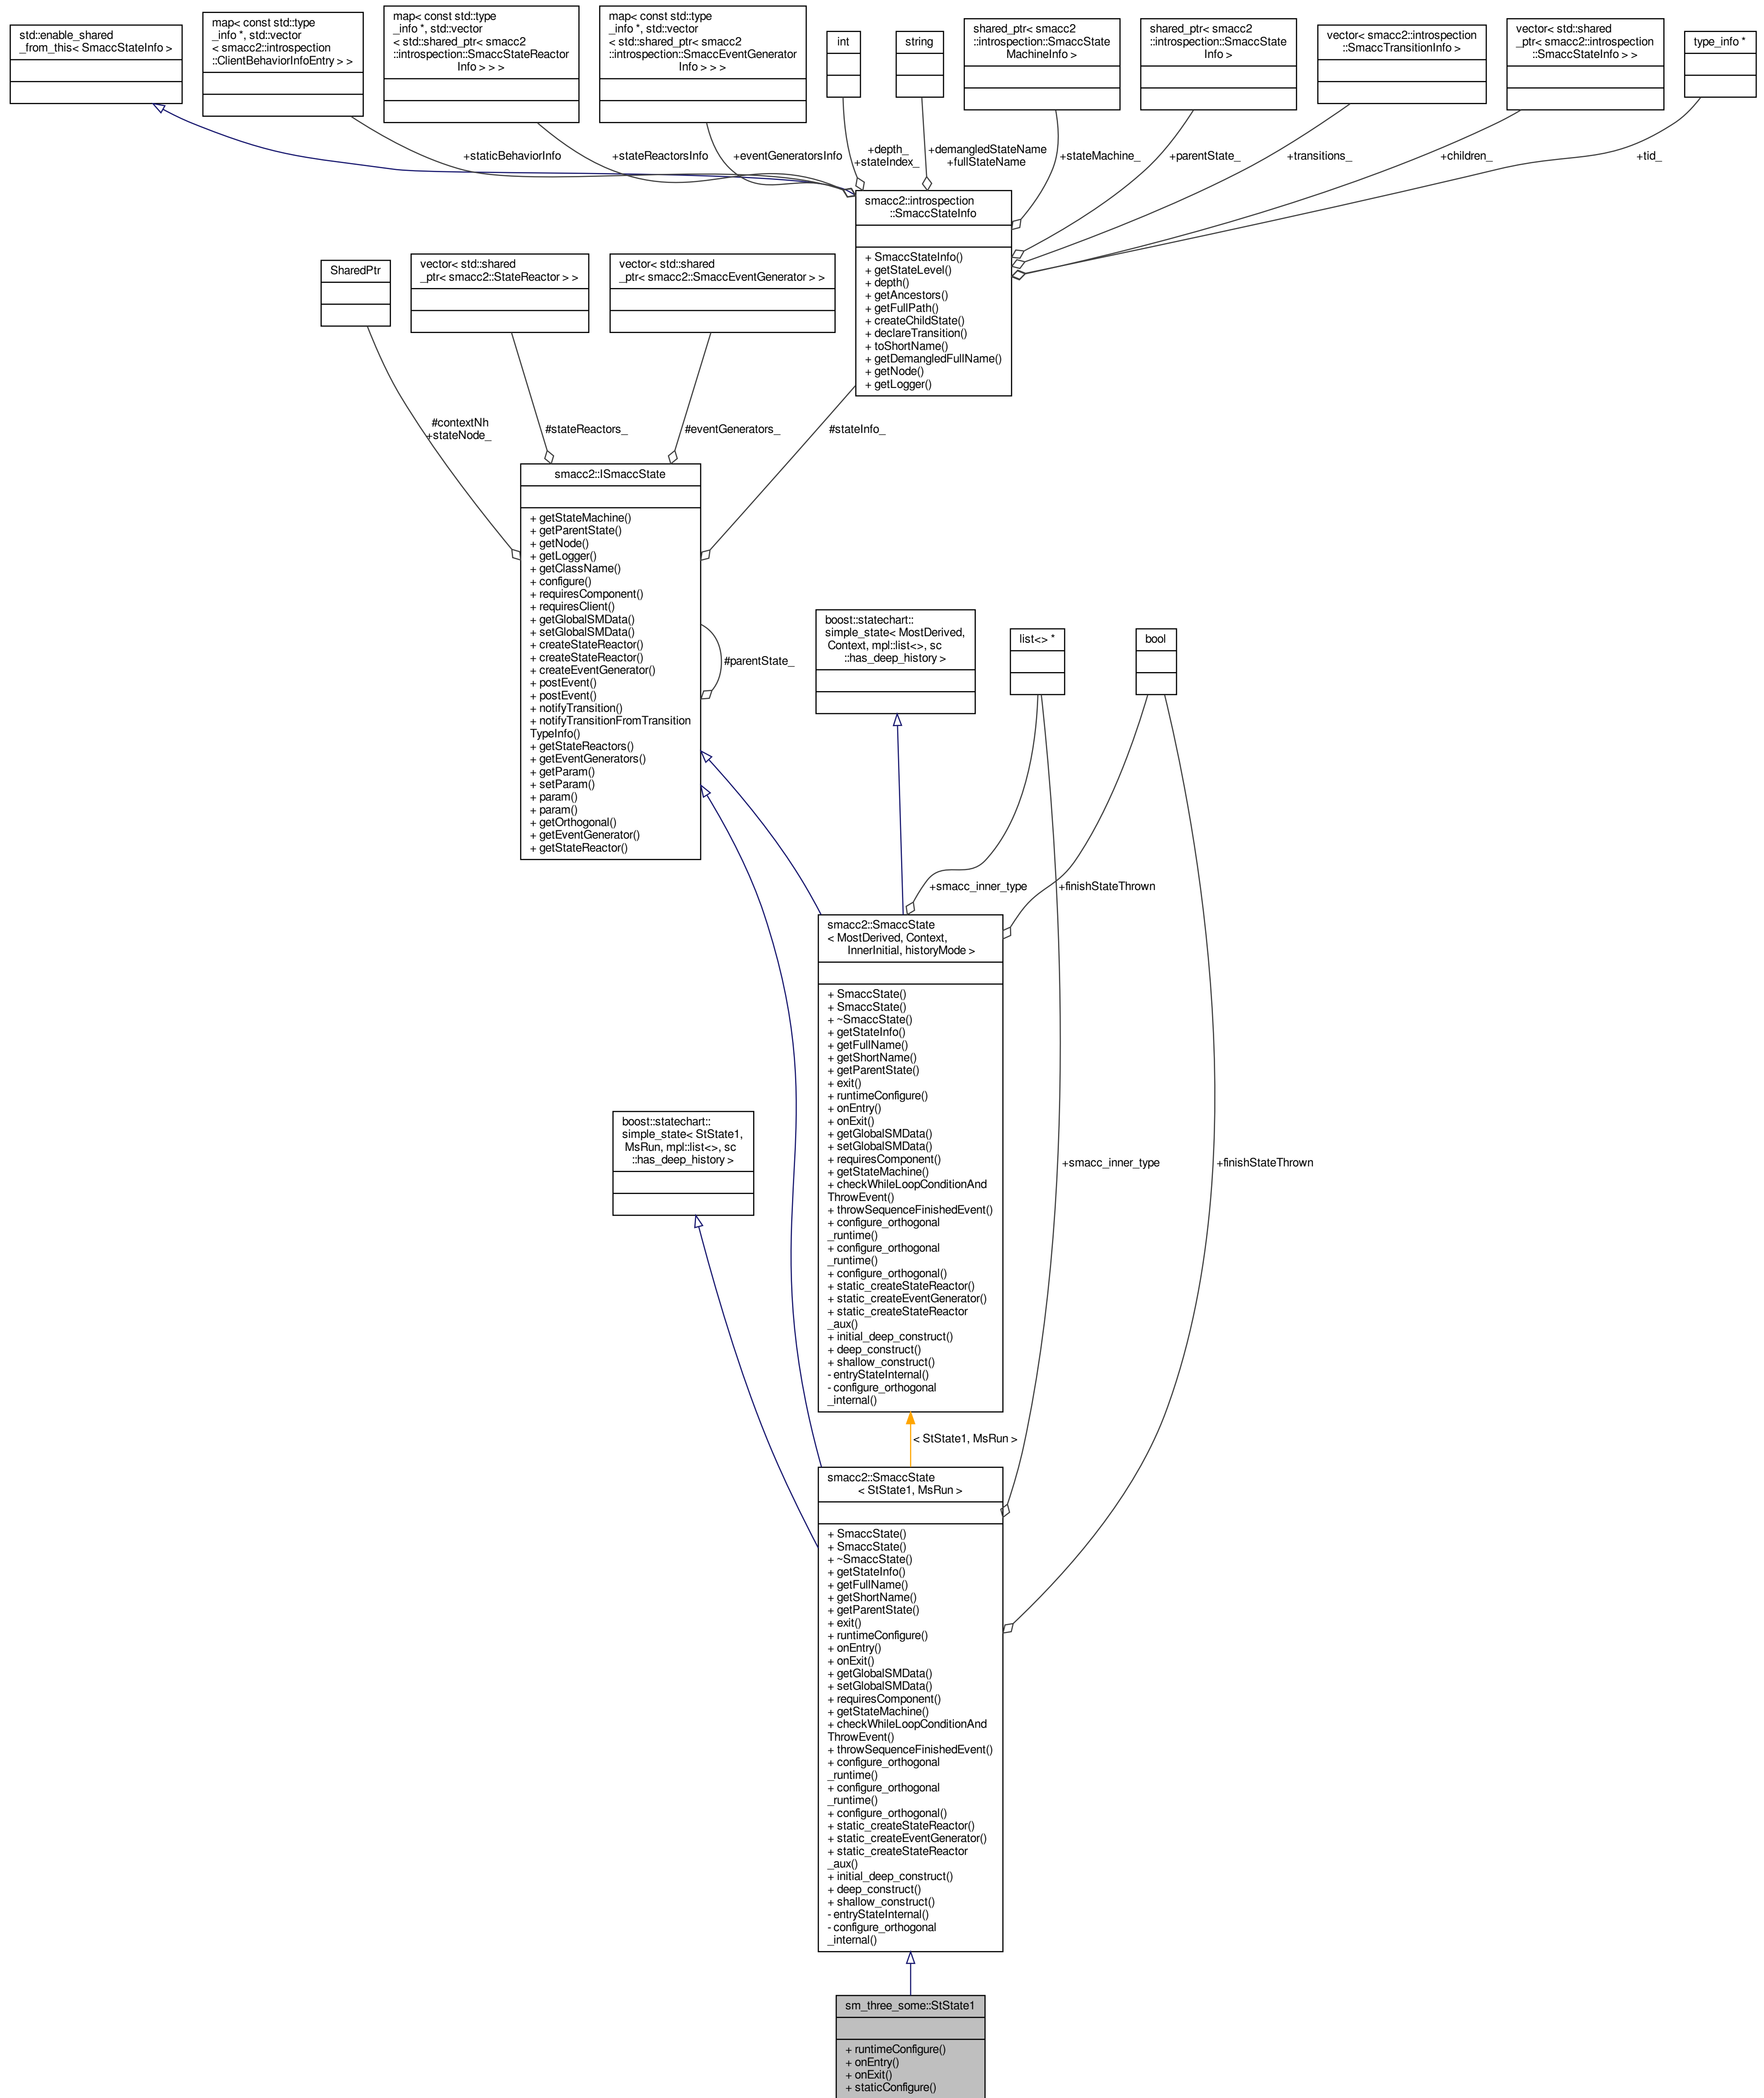 std::enable_shared
_from_this< SmaccStateInfo >
map< const std::type
_info *, std::vector
< smacc2::introspection
::ClientBehaviorInfoEntry > >
map< const std::type
_info *, std::vector
< std::shared_ptr< smacc2
::introspection::SmaccStateReactor
Info > > >
map< const std::type
_info *, std::vector
< std::shared_ptr< smacc2
::introspection::SmaccEventGenerator
Info > > >
int
string
shared_ptr< smacc2
::introspection::SmaccState
MachineInfo >
shared_ptr< smacc2
::introspection::SmaccState
Info >
vector< smacc2::introspection
::SmaccTransitionInfo >
vector< std::shared
_ptr< smacc2::introspection
::SmaccStateInfo > >
type_info *
+staticBehaviorInfo
+stateReactorsInfo
+eventGeneratorsInfo
+depth_
+stateIndex_
+demangledStateName
+fullStateName
+stateMachine_
+parentState_
+transitions_
+children_
+tid_
smacc2::introspection
::SmaccStateInfo
+ SmaccStateInfo()
+ getStateLevel()
+ depth()
+ getAncestors()
+ getFullPath()
+ createChildState()
+ declareTransition()
+ toShortName()
+ getDemangledFullName()
+ getNode()
+ getLogger()
SharedPtr
vector< std::shared
_ptr< smacc2::StateReactor > >
vector< std::shared
_ptr< smacc2::SmaccEventGenerator > >
#contextNh
+stateNode_
#stateReactors_
#eventGenerators_
#stateInfo_
smacc2::ISmaccState
+ getStateMachine()
+ getParentState()
+ getNode()
+ getLogger()
+ getClassName()
+ configure()
+ requiresComponent()
+ requiresClient()
+ getGlobalSMData()
+ setGlobalSMData()
+ createStateReactor()
+ createStateReactor()
+ createEventGenerator()
+ postEvent()
+ postEvent()
+ notifyTransition()
+ notifyTransitionFromTransition
TypeInfo()
+ getStateReactors()
+ getEventGenerators()
+ getParam()
+ setParam()
+ param()
+ param()
+ getOrthogonal()
+ getEventGenerator()
+ getStateReactor()
#parentState_
boost::statechart::
simple_state< MostDerived,
Context, mpl::list<>, sc
::has_deep_history >
list<> *
bool
+smacc_inner_type
+finishStateThrown
smacc2::SmaccState
< MostDerived, Context,
InnerInitial, historyMode >
+ SmaccState()
+ SmaccState()
+ ~SmaccState()
+ getStateInfo()
+ getFullName()
+ getShortName()
+ getParentState()
+ exit()
+ runtimeConfigure()
+ onEntry()
+ onExit()
+ getGlobalSMData()
+ setGlobalSMData()
+ requiresComponent()
+ getStateMachine()
+ checkWhileLoopConditionAnd
ThrowEvent()
+ throwSequenceFinishedEvent()
+ configure_orthogonal
_runtime()
+ configure_orthogonal
_runtime()
+ configure_orthogonal()
+ static_createStateReactor()
+ static_createEventGenerator()
+ static_createStateReactor
_aux()
+ initial_deep_construct()
+ deep_construct()
+ shallow_construct()
- entryStateInternal()
- configure_orthogonal
_internal()
boost::statechart::
simple_state< StState1,
MsRun, mpl::list<>, sc
::has_deep_history >
+smacc_inner_type
+finishStateThrown
< StState1, MsRun >
smacc2::SmaccState
< StState1, MsRun >
+ SmaccState()
+ SmaccState()
+ ~SmaccState()
+ getStateInfo()
+ getFullName()
+ getShortName()
+ getParentState()
+ exit()
+ runtimeConfigure()
+ onEntry()
+ onExit()
+ getGlobalSMData()
+ setGlobalSMData()
+ requiresComponent()
+ getStateMachine()
+ checkWhileLoopConditionAnd
ThrowEvent()
+ throwSequenceFinishedEvent()
+ configure_orthogonal
_runtime()
+ configure_orthogonal
_runtime()
+ configure_orthogonal()
+ static_createStateReactor()
+ static_createEventGenerator()
+ static_createStateReactor
_aux()
+ initial_deep_construct()
+ deep_construct()
+ shallow_construct()
- entryStateInternal()
- configure_orthogonal
_internal()
sm_three_some::StState1
+ runtimeConfigure()
+ onEntry()
+ onExit()
+ staticConfigure()